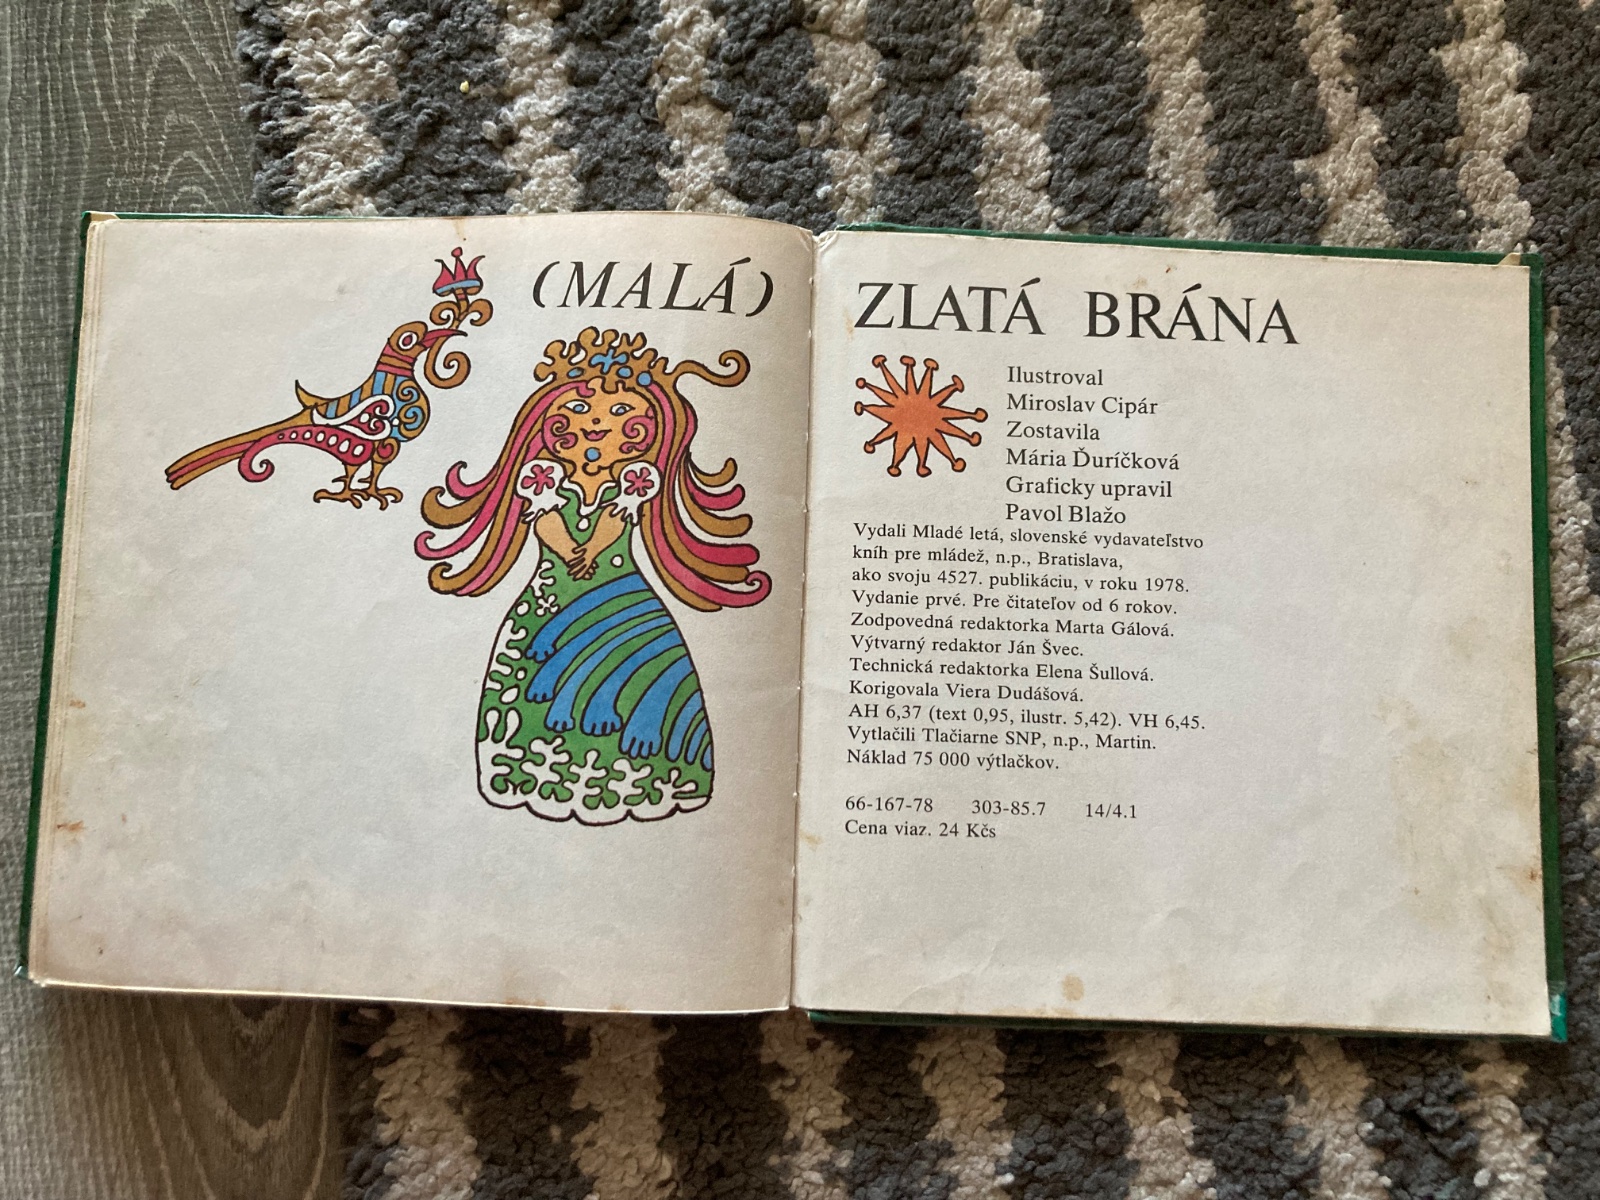 (MALÁ)
ZLATÁ BRÁNA
Ilustroval
Miroslav Cipár
Zostavila
Mária Ďuríčková
Graficky upravil
Pavol Blažo
Vydali Mladé letá, slovenské vydavateľstvo
kníh pre mládež, n.p., Bratislava,
ako svoju 4527. publikáciu, v roku 1978.
Vydanie prvé. Pre čitateľov od 6 rokov.
Zodpovedná redaktorka Marta Gálová.
Výtvarný redaktor Ján Švec.
Technická redaktorka Elena Šullová.
Korigovala Viera Dudášová.
AH 6,37 (text 0,95, ilustr. 5,42). VH 6,45.
Vytlačili Tlačiarne SNP, n.p., Martin.
Náklad 75 000 výtlačkov.
66-167-78 303-85.7 14/4.1
Cena viaz. 24 Kčs